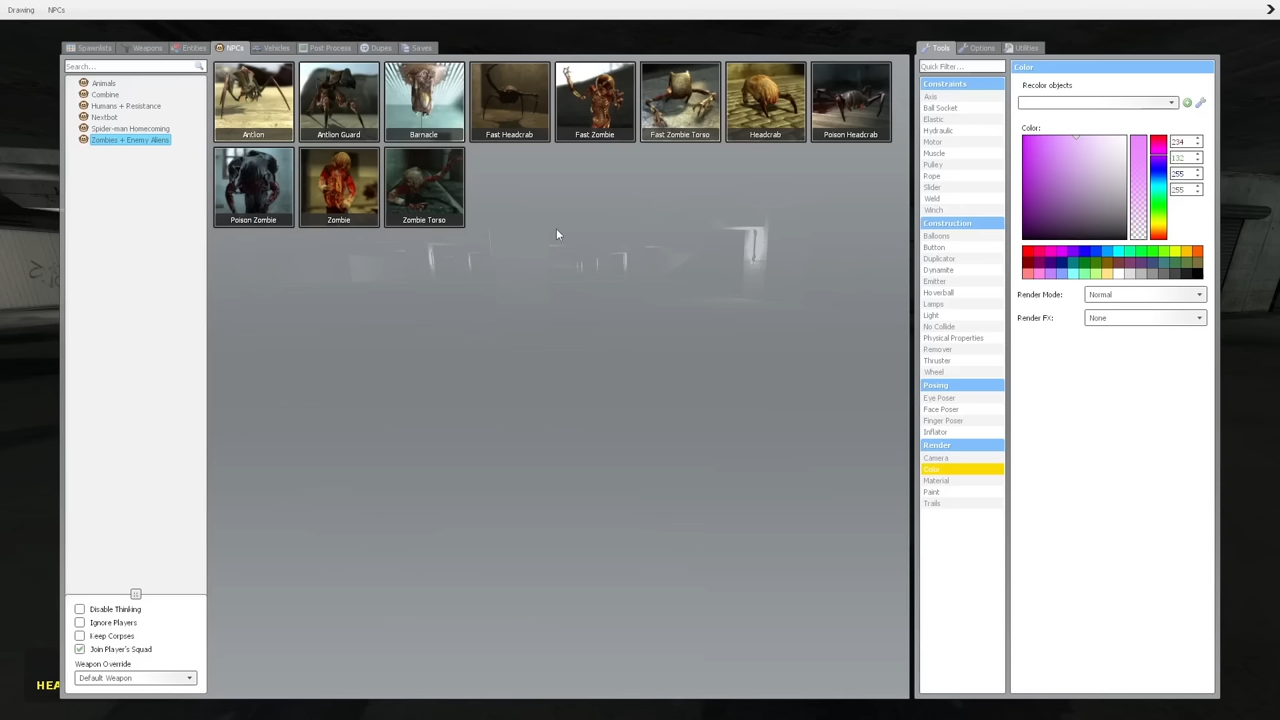 Drawing NPCs
Spawnlists Weapons Entities NPCs Vehicles Post Process Dupes Saves
Search...
Animals
Combine
Humans + Resistance
Nextbot
Spider-man Homecoming
Zombies + Enemy Aliens
Antlion Antlion Guard Barnacle Fast Headcrab Fast Zombie Fast Zombie Torso Headcrab Poison Headcrab
Poison Zombie Zombie Zombie Torso
Disable Thinking
Ignore Players
Keep Corpses
Join Player's Squad
Weapon Override
Default Weapon
HEA
Tools Options Utilities
Quick Filter...
Constraints
Axis
Ball Socket
Elastic
Hydraulic
Motor
Muscle
Pulley
Rope
Slider
Weld
Winch
Construction
Balloons
Button
Duplicator
Dynamite
Emitter
Hoverball
Lamps
Light
No Collide
Physical Properties
Remover
Thruster
Wheel
Posing
Eye Poser
Face Poser
Finger Poser
Inflator
Render
Camera
Color
Material
Paint
Trails
Color
Recolor objects
Color:
234
132
255
255
Render Mode: Normal
Render FX: None